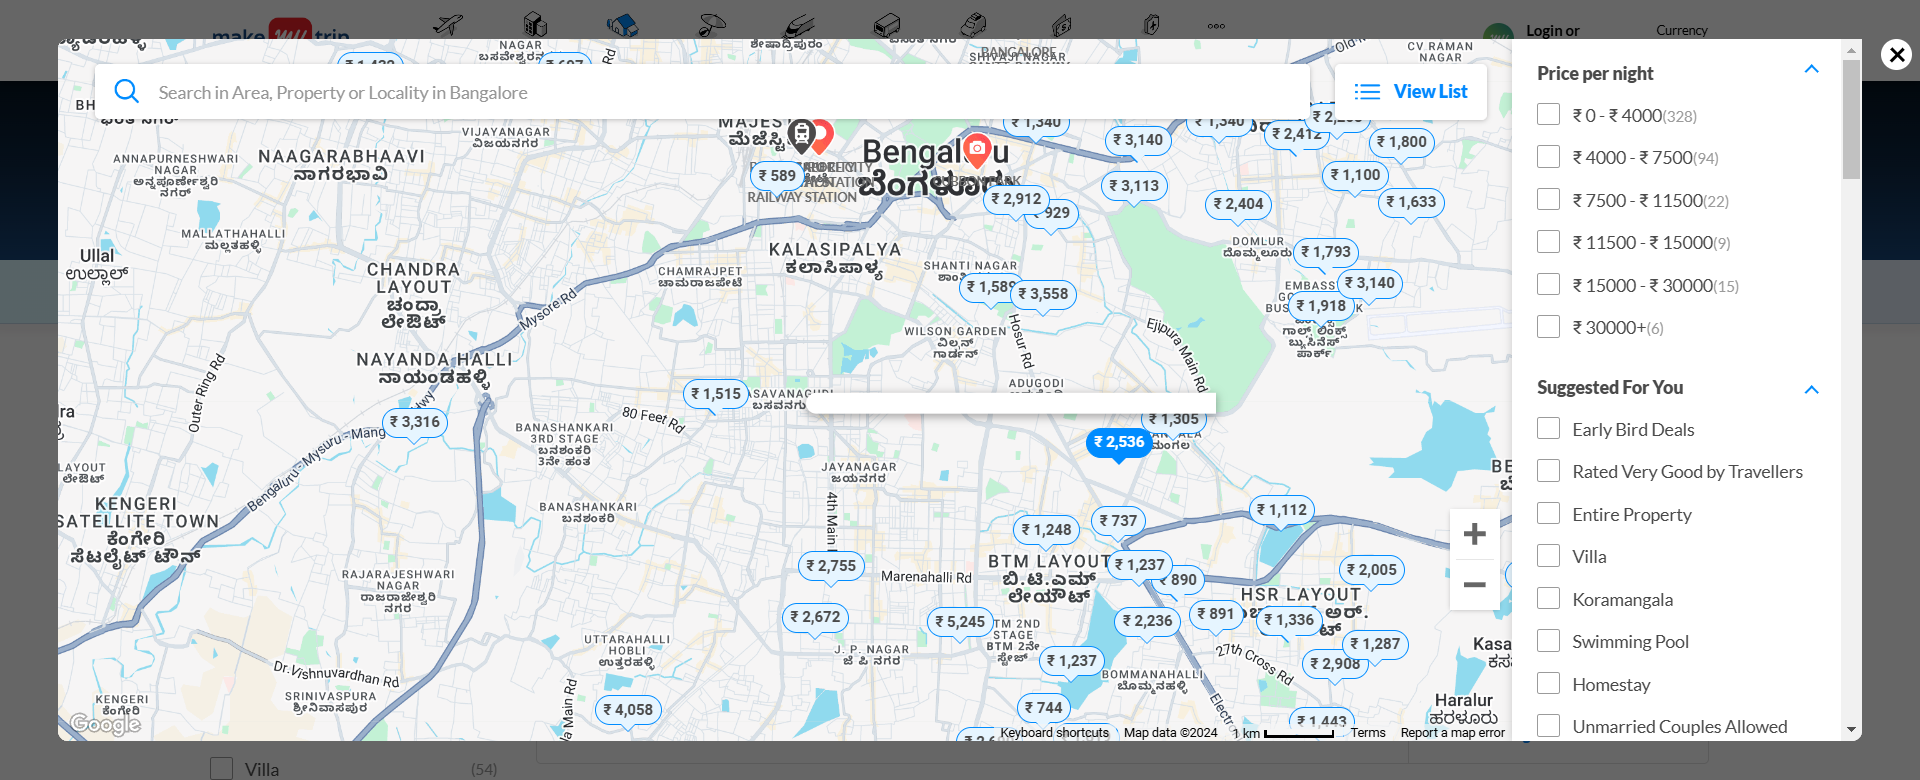 make my trip
Login or
Currency
Search in Area, Property or Locality in Bangalore
View List
Price per night
₹ 0 - ₹ 4000(328)
₹ 4000 - ₹ 7500(94)
₹ 7500 - ₹ 11500(22)
₹ 11500 - ₹ 15000(9)
₹ 15000 - ₹ 30000(15)
₹ 30000+(6)
Suggested For You
Early Bird Deals
Rated Very Good by Travellers
Entire Property
Villa
Koramangala
Swimming Pool
Homestay
Unmarried Couples Allowed
NAGAR
CV RAMAN
NAGAR
BANGALORE
SHIVAJI NAGAR
₹ 1,340
₹ 3,140
₹ 1,340
₹ 2,412
₹ 1,800
VIJAYANAGAR
ವಿಜಯನಗರ
ಮೆಜೆಸ್ಟಿ
Bengaluru
ಬೆಂಗಳೂರು
ANNAPURNESHWARI
NAGAR
ಅನ್ನಪೂರ್ಣೇಶ್ವರಿ
ನಗರ್
NAAGARABHAAVI
ನಾಗರಭಾವಿ
₹ 589
RAILWAY STATION
CUBBON PARK
₹ 3,113
₹ 1,100
₹ 2,912
929
₹ 2,404
₹ 1,633
MALLATHAHALLI
ಮಲ್ಲತಹಳ್ಳಿ
Ullal
ಉಲ್ಲಾಲ್
KALASIPALYA
ಕಲಾಸಿಪಾಳ್ಯ
DOMLUR
ದೊಮ್ಮಲೂರು
₹ 1,793
CHANDRA
LAYOUT
ಚಂದ್ರಾ
ಲೇಔಟ್
CHAMRAJPET
ಚಾಮರಾಜಪೇಟೆ
SHANTI NAGAR
₹ 1,589
₹ 3,558
₹ 3,140
₹ 1,918
Mysore Rd
WILSON GARDEN
ವಿಲ್ಸನ್
ಗಾರ್ಡನ್
Hosur Rd
Ejipura Main Rd
ಗಾಲ್ಫ್ ಲಿಂಕ್ಸ್
ಬ್ಯುಸಿನೆಸ್
ಪಾರ್ಕ್
NAYANDA HALLI
ನಾಯಂಡಹಳ್ಳಿ
Outer Ring Rd
ADUGODI
₹ 1,515
ASAVANGUDI
₹ 3,316
80 Feet Rd
₹ 1,305
₹ 2,536
BANASHANKARI
3RD STAGE
ಬನಶಂಕರಿ
3ನೇ ಹಂತ
JAYANAGAR
ಜಯನಗರ
LAYOUT
ಲೇಔಟ್
KENGERI
SATELLITE TOWN
ಕೆಂಗೇರಿ
ಸೆಟಲೈಟ್ ಟೌನ್
BANASHANKARI
ಬನಶಂಕರಿ
₹ 1,248
₹ 737
₹ 1,112
BTM LAYOUT
ಬಿ.ಟಿ.ಎಮ್
ಲೇಯೌಟ್
₹ 1,237
890
₹ 2,005
₹ 2,755
Marenahalli Rd
RAJARAJESHWARI
NAGAR
ರಾಜರಾಜೇಶ್ವರಿ
ನಗರ
HSR LAYOUT
₹ 2,672
₹ 5,245
BTM 2ND
STAGE
BTM 2ನೇ
ಸ್ಟೇಜ್
₹ 2,236
₹ 891
₹ 1,336
UTTARAHALLI
HOBLI
ಉತ್ತರಹಳ್ಳಿ
J. P. NAGAR
ಜೆ ಪಿ ನಗರ
₹ 1,237
27th Cross Rd
₹ 1,287
₹ 2,908
Kasa
Dr.Vishnuvardhan Rd
SRINIVASAPURA
ಶ್ರೀನಿವಾಸಪುರ
BOMMANAHALLI
ಬೊಮ್ಮನಹಳ್ಳಿ
KENGERI
ಕೆಂಗೇರಿ
₹ 4,058
₹ 744
₹ 1,443
Haralur
ಹರಳೂರು
Google
Keyboard shortcuts
Map data ©2024
1 km
Terms
Report a map error
Villa
(54)